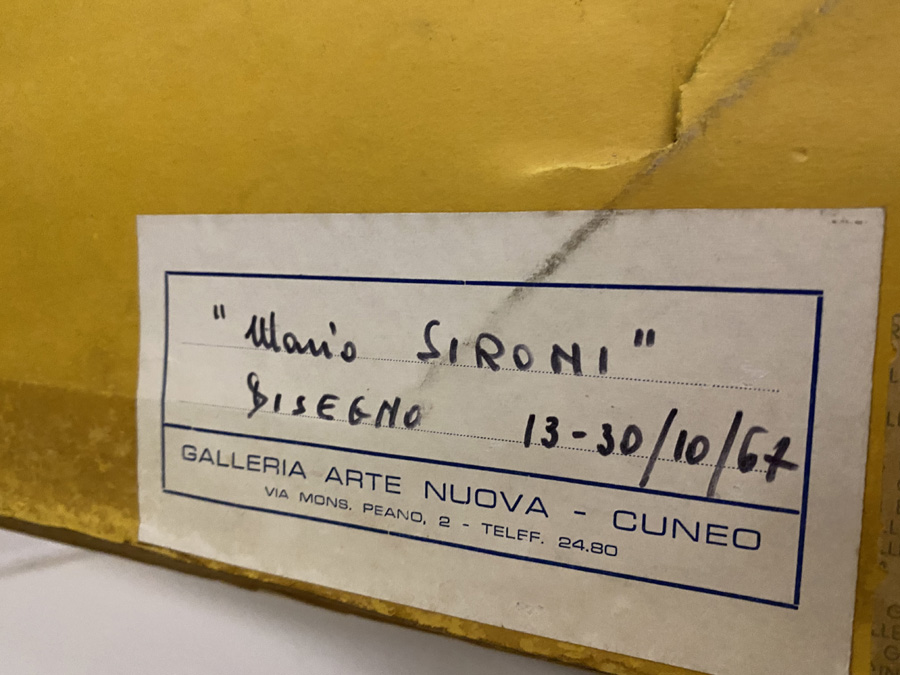 "Mario SIRONI"
DISEGNO 13-30/10/67
GALLERIA ARTE NUOVA - CUNEO
VIA MONS. PEANO, 2 - TELEF. 24.80